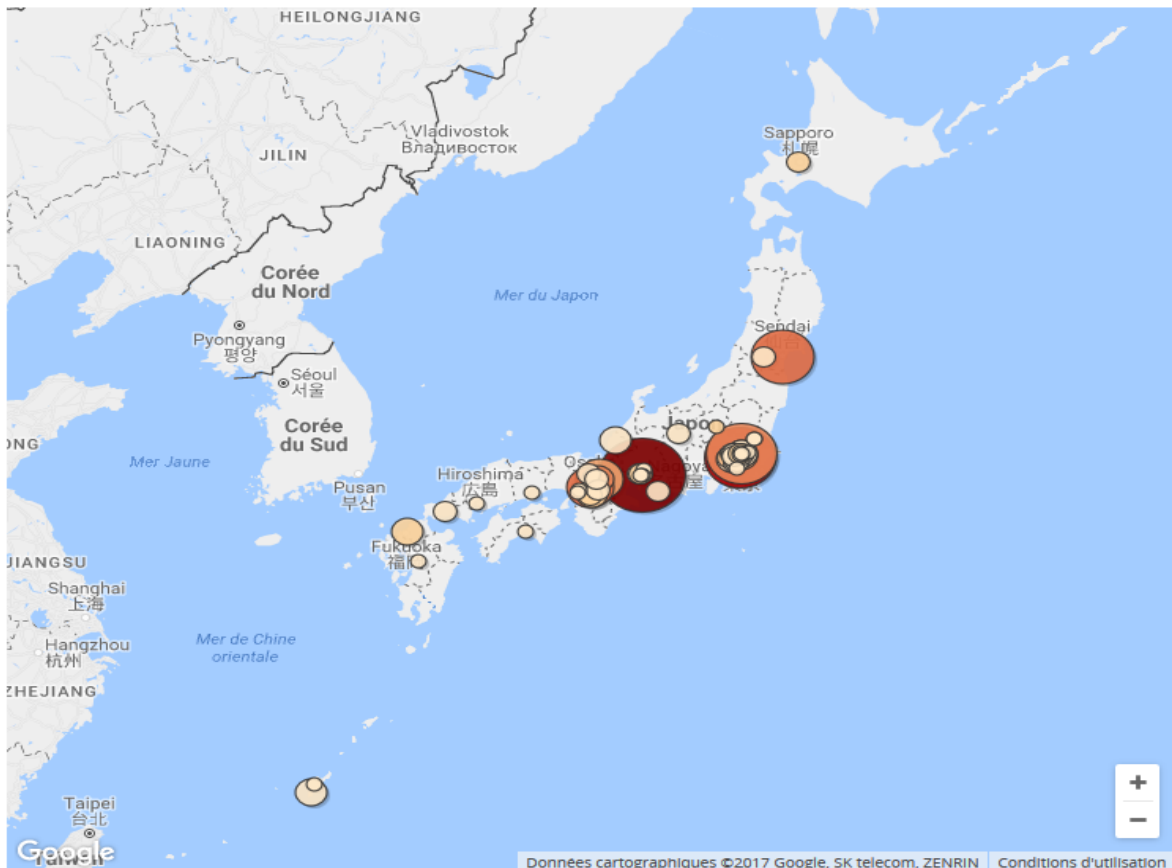 HEILONGJIANG
Vladivostok
Владивосток
Sapporo
札幌
JILIN
LIAONING
Corée
du Nord
Mer du Japon
Sendai
Pyongyang
평양
Séoul
서울
Corée
du Sud
Mer Jaune
Hiroshima
広島
Pusan
부산
Fukuoka
JIANGSU
Shanghai
上海
Mer de Chine
orientale
Hangzhou
杭州
ZHEJIANG
Taipei
台北
Google
Données cartographiques ©2017 Google, SK telecom, ZENRIN
Conditions d'utilisation